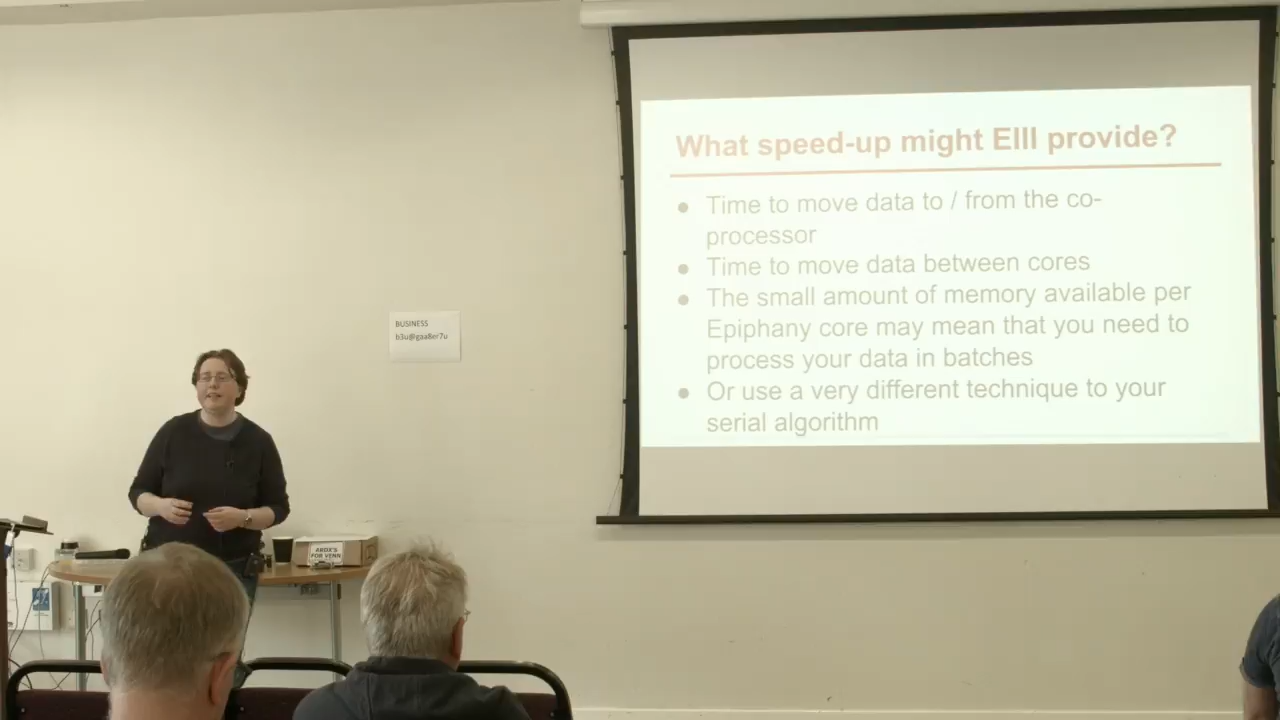 What speed-up might EIII provide?
Time to move data to / from the co-
processor
Time to move data between cores
The small amount of memory available per
Epiphany core may mean that you need to
process your data in batches
Or use a very different technique to your
serial algorithm
BUSINESS
b3u@gaa8er7u
FOR VENN